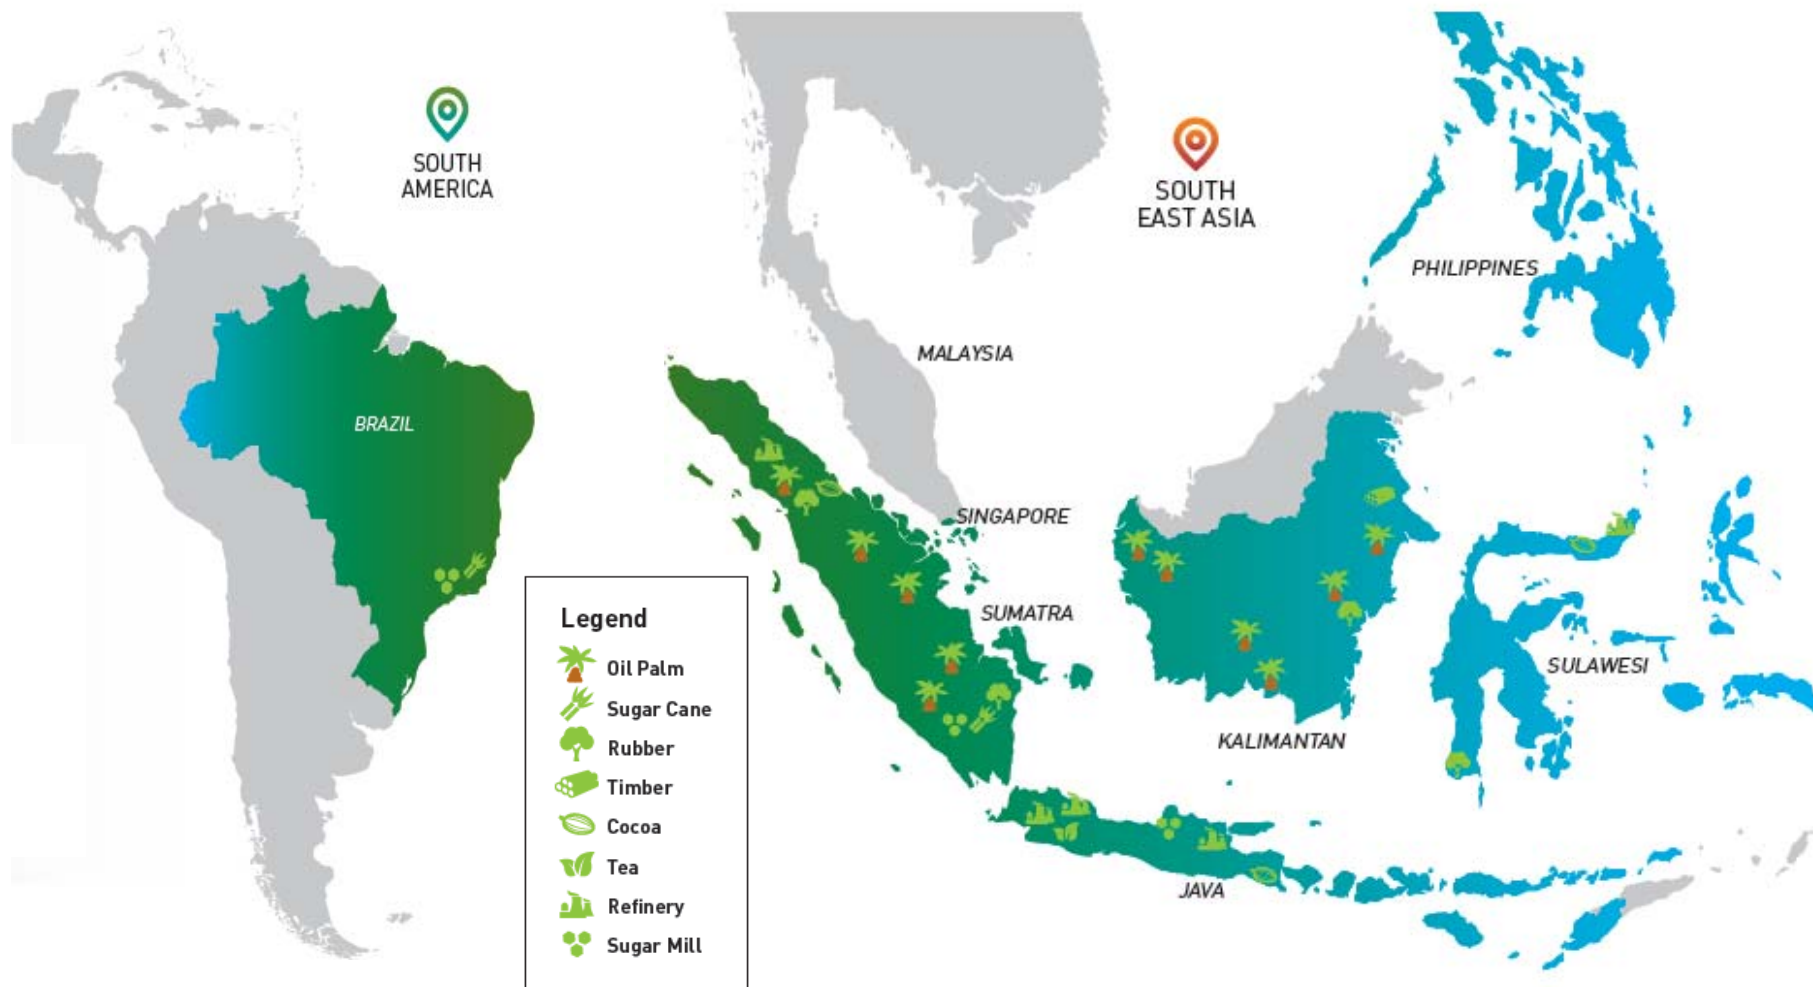 SOUTH
AMERICA
SOUTH
EAST ASIA
PHILIPPINES
MALAYSIA
BRAZIL
SINGAPORE
SUMATRA
SULAWESI
KALIMANTAN
JAVA
Legend
Oil Palm
Sugar Cane
Rubber
Timber
Cocoa
Tea
Refinery
Sugar Mill